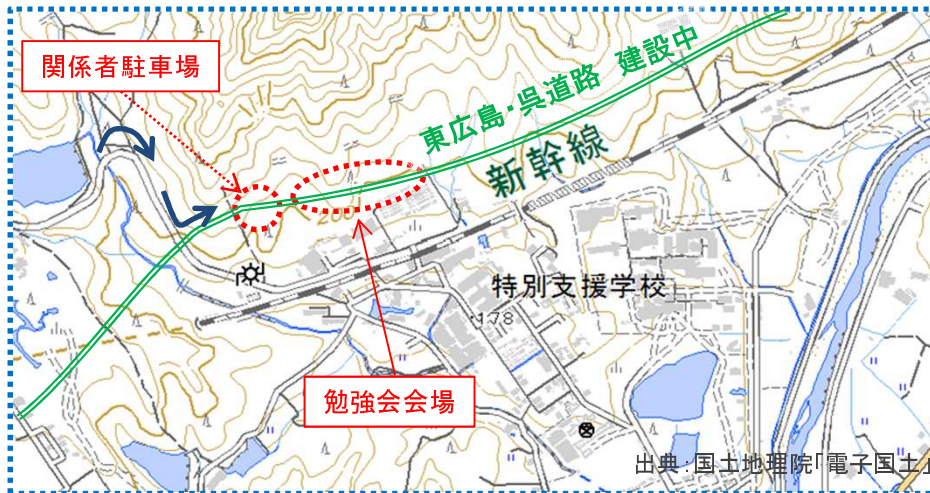 関係者駐車場
東広島・呉道路 建設中
新幹線
特別支援学校
178
勉強会会場
出典:国土地理院「電子国土」